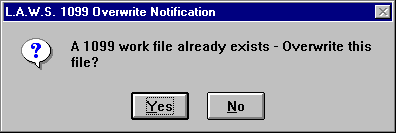 L.A.W.S. 1099 Overwrite Notification
?
A 1099 work file already exists - Overwrite this
file?
Yes No